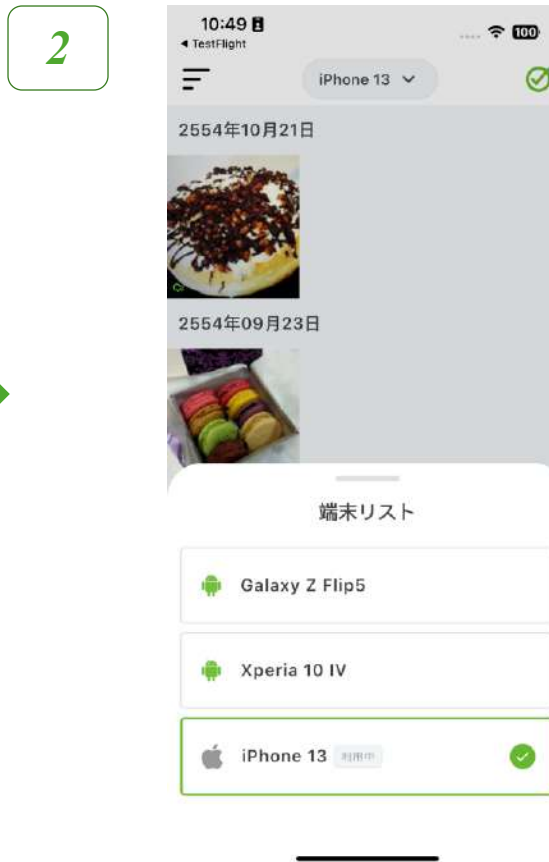 2
10:49
◀ TestFlight
100
iPhone 13
2554年10月21日
2554年09月23日
端末リスト
Galaxy Z Flip5
Xperia 10 IV
iPhone 13 利用中